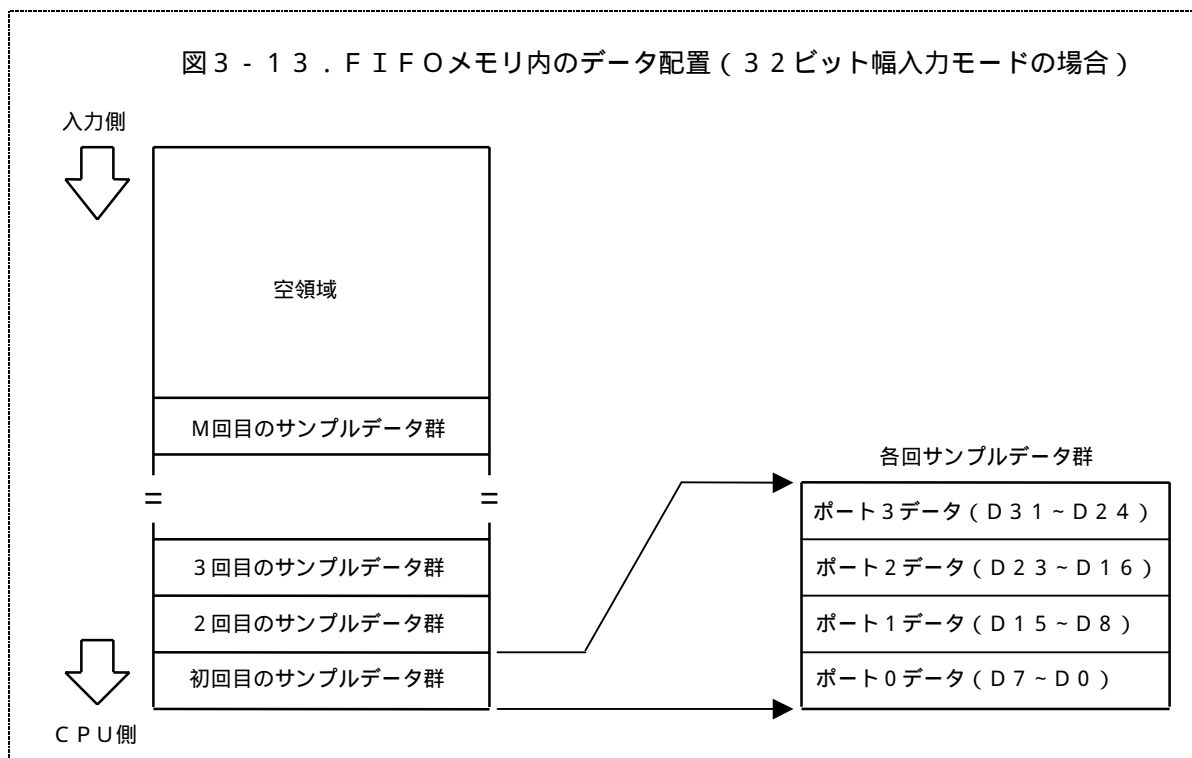 図3-13.FIFOメモリ内のデータ配置(32ビット幅入力モードの場合)
入力側
空領域
M回目のサンプルデータ群
3回目のサンプルデータ群
2回目のサンプルデータ群
初回目のサンプルデータ群
CPU側
各回サンプルデータ群
ポート3データ(D31~D24)
ポート2データ(D23~D16)
ポート1データ(D15~D8)
ポート0データ(D7~D0)